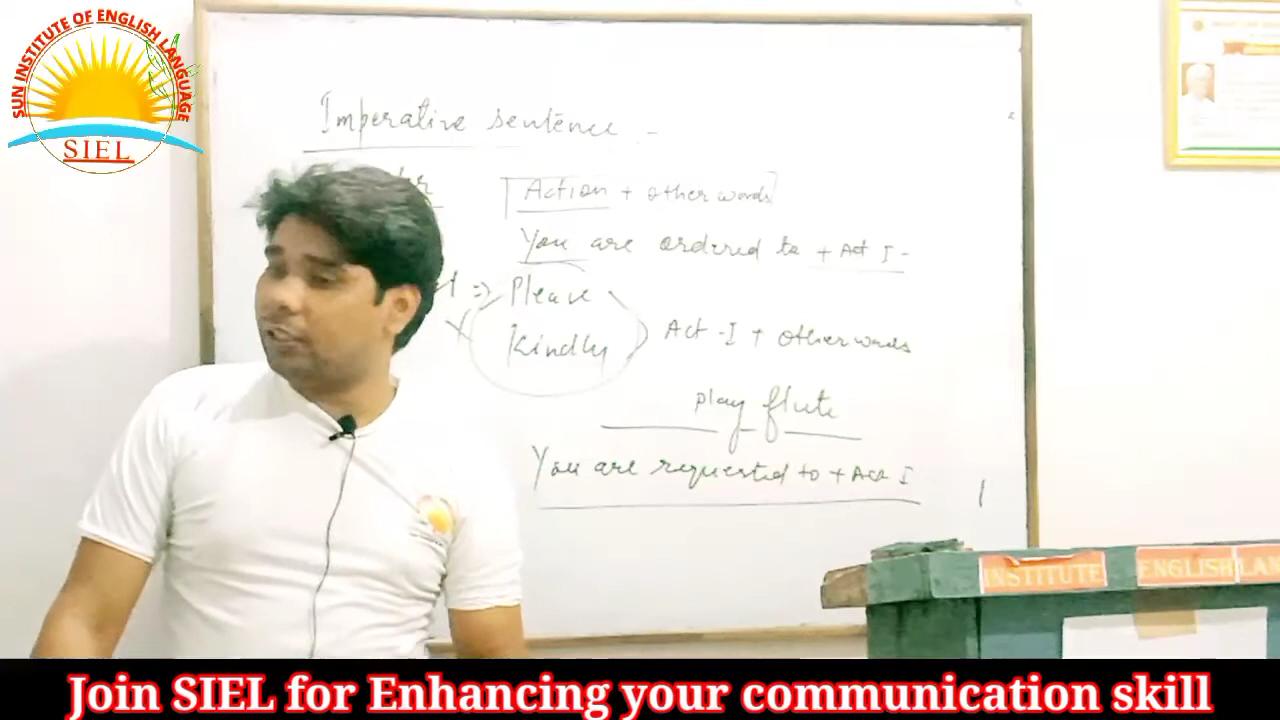 SUN INSTITUTE OF ENGLISH LANGUAGE
SIEL
Imperative sentence -
Action + other words
You are ordered to + Act I -
=> Please
Kindly
Act - I + other words
play flute
You are requested to + Act I
INSTITUTE ENGLISH LAN
Join SIEL for Enhancing your communication skill